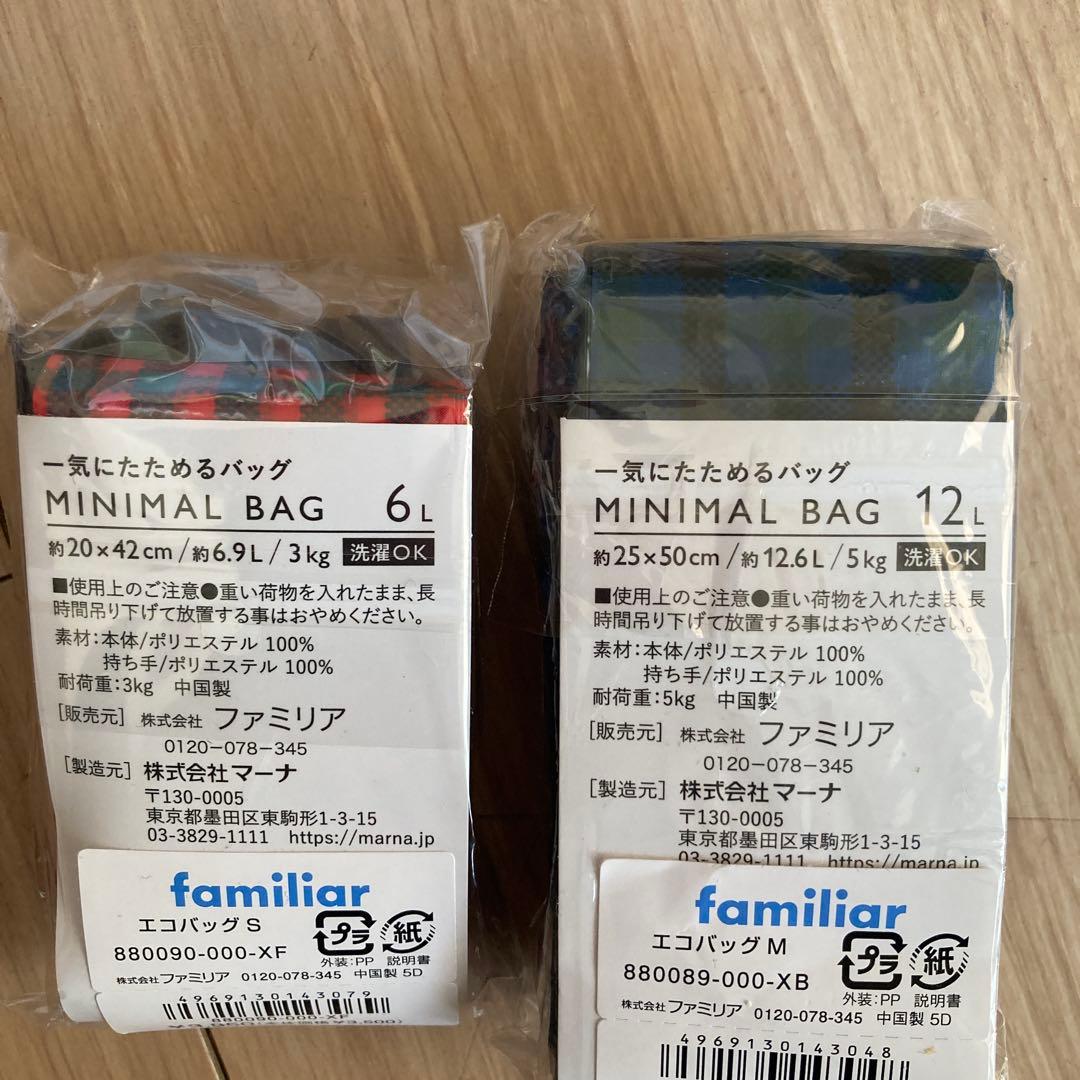 一気にたためるバッグ
MINIMAL BAG 6L
約20×42cm/約6.9L/3kg 洗濯OK
■使用上のご注意●重い荷物を入れたまま、長
時間吊り下げて放置する事はおやめください。
素材:本体/ポリエステル 100%
持ち手/ポリエステル 100%
耐荷重:3kg 中国製
[販売元] 株式会社 ファミリア
0120-078-345
[製造元] 株式会社マーナ
〒130-0005
東京都墨田区東駒形1-3-15
03-3829-1111 https://marna.jp
familiar
エコバッグ S
880090-000-XF
プラ 紙
外装:PP 説明書
株式会社ファミリア 0120-078-345 中国製 5D
4969130143079
880090-000-XF
一気にたためるバッグ
MINIMAL BAG 12L
約25×50cm/約12.6L/5kg 洗濯OK
■使用上のご注意●重い荷物を入れたまま、長
時間吊り下げて放置する事はおやめください。
素材:本体/ポリエステル 100%
持ち手/ポリエステル 100%
耐荷重:5kg 中国製
[販売元] 株式会社 ファミリア
0120-078-345
[製造元] 株式会社マーナ
〒130-0005
東京都墨田区東駒形1-3-15
03-3829-1111 https://marna.jp
familiar
エコバッグ M
880089-000-XB
プラ 紙
外装:PP 説明書
株式会社ファミリア 0120-078-345 中国製 5D
4969130143048